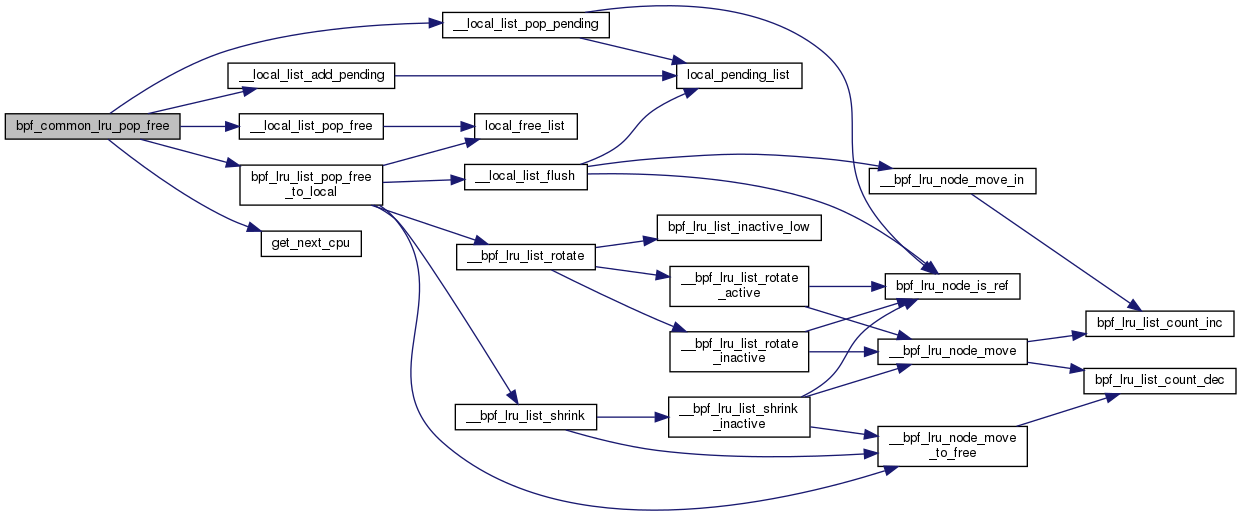 __local_list_pop_pending
__local_list_add_pending
local_pending_list
bpf_common_lru_pop_free
__local_list_pop_free
local_free_list
bpf_lru_list_pop_free
_to_local
__local_list_flush
__bpf_lru_node_move_in
get_next_cpu
bpf_lru_list_inactive_low
__bpf_lru_list_rotate
__bpf_lru_list_rotate
_active
bpf_lru_node_is_ref
bpf_lru_list_count_inc
__bpf_lru_list_rotate
_inactive
__bpf_lru_node_move
bpf_lru_list_count_dec
__bpf_lru_list_shrink
__bpf_lru_list_shrink
_inactive
__bpf_lru_node_move
_to_free